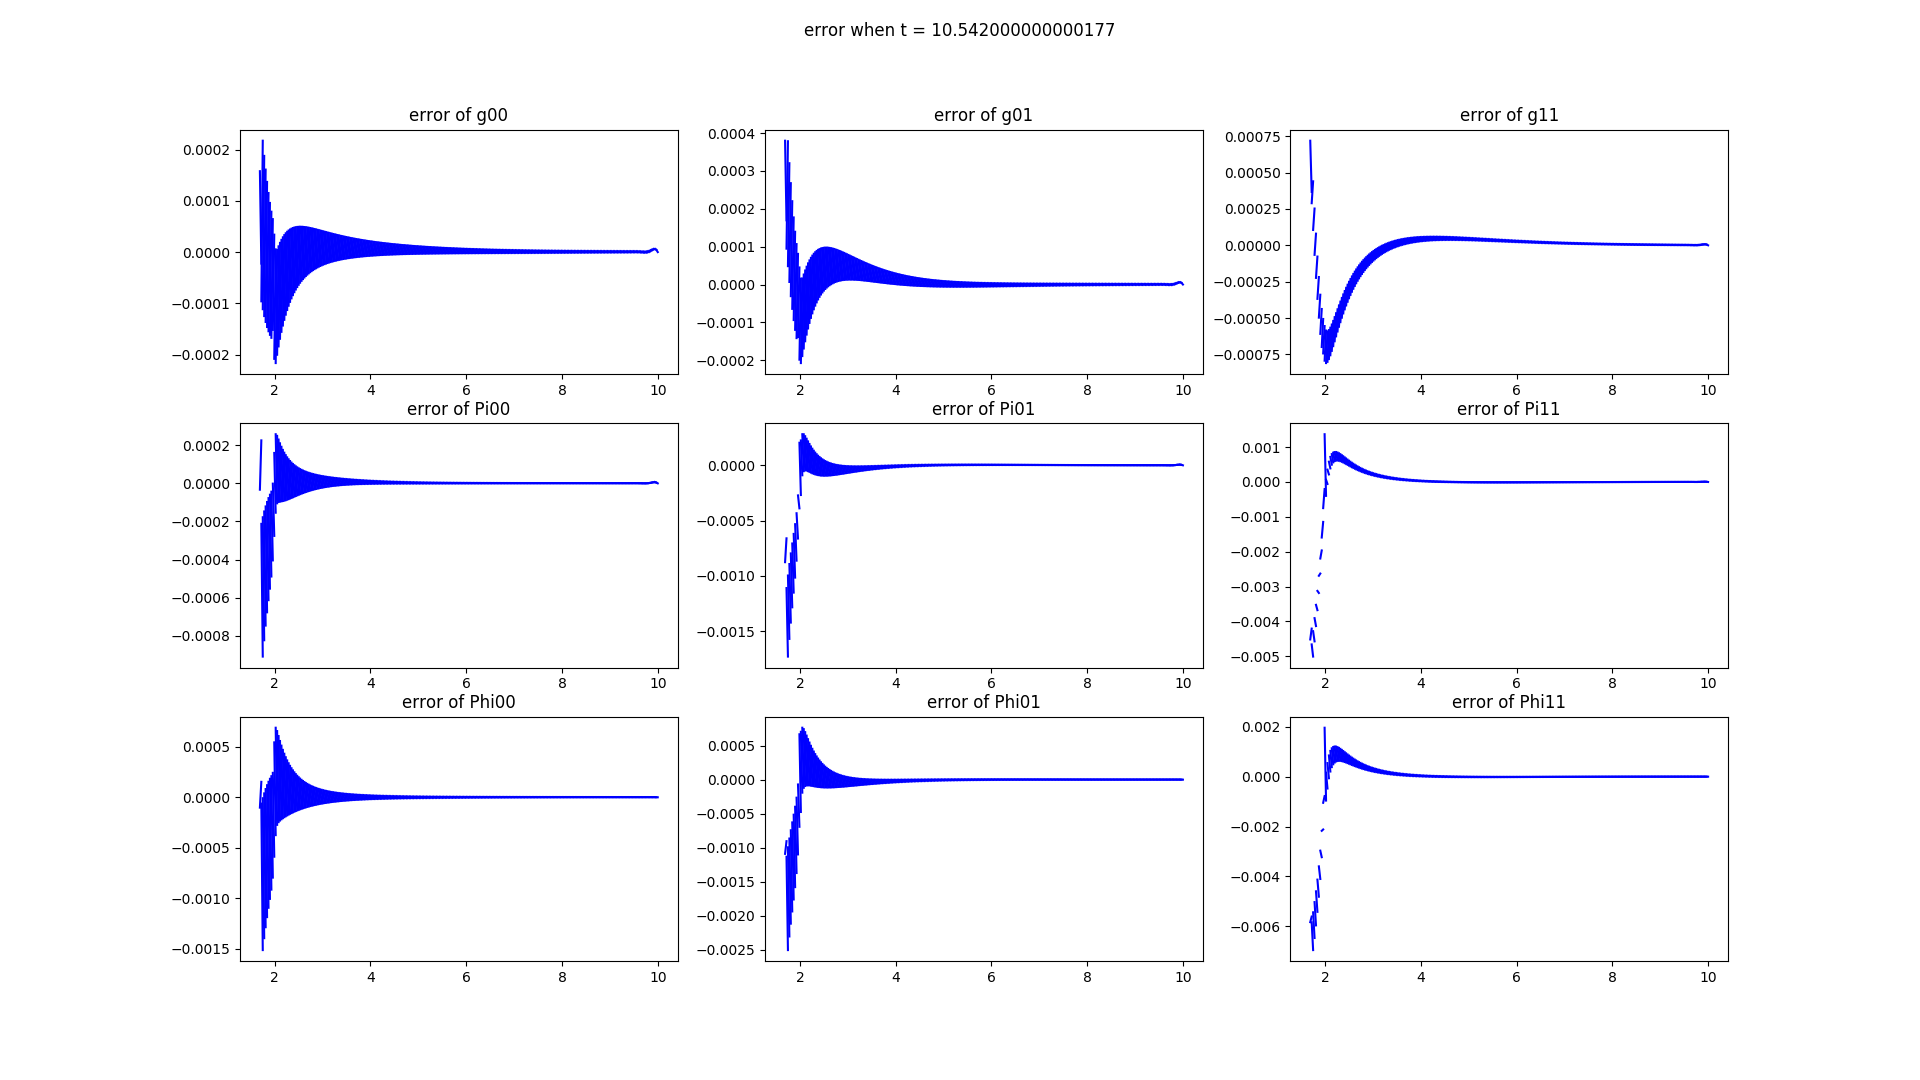 error when t = 10.542000000000177
error of g00
error of g01
error of g11
0.0002
0.0001
0.0000
−0.0001
−0.0002
2 4 6 8 10
0.0004
0.0003
0.0002
0.0001
0.0000
−0.0001
−0.0002
2 4 6 8 10
0.00075
0.00050
0.00025
0.00000
−0.00025
−0.00050
−0.00075
2 4 6 8 10
error of Pi00
error of Pi01
error of Pi11
0.0002
0.0000
−0.0002
−0.0004
−0.0006
−0.0008
2 4 6 8 10
0.0000
−0.0005
−0.0010
−0.0015
2 4 6 8 10
0.001
0.000
−0.001
−0.002
−0.003
−0.004
−0.005
2 4 6 8 10
error of Phi00
error of Phi01
error of Phi11
0.0005
0.0000
−0.0005
−0.0010
−0.0015
2 4 6 8 10
0.0005
0.0000
−0.0005
−0.0010
−0.0015
−0.0020
−0.0025
2 4 6 8 10
0.002
0.000
−0.002
−0.004
−0.006
2 4 6 8 10